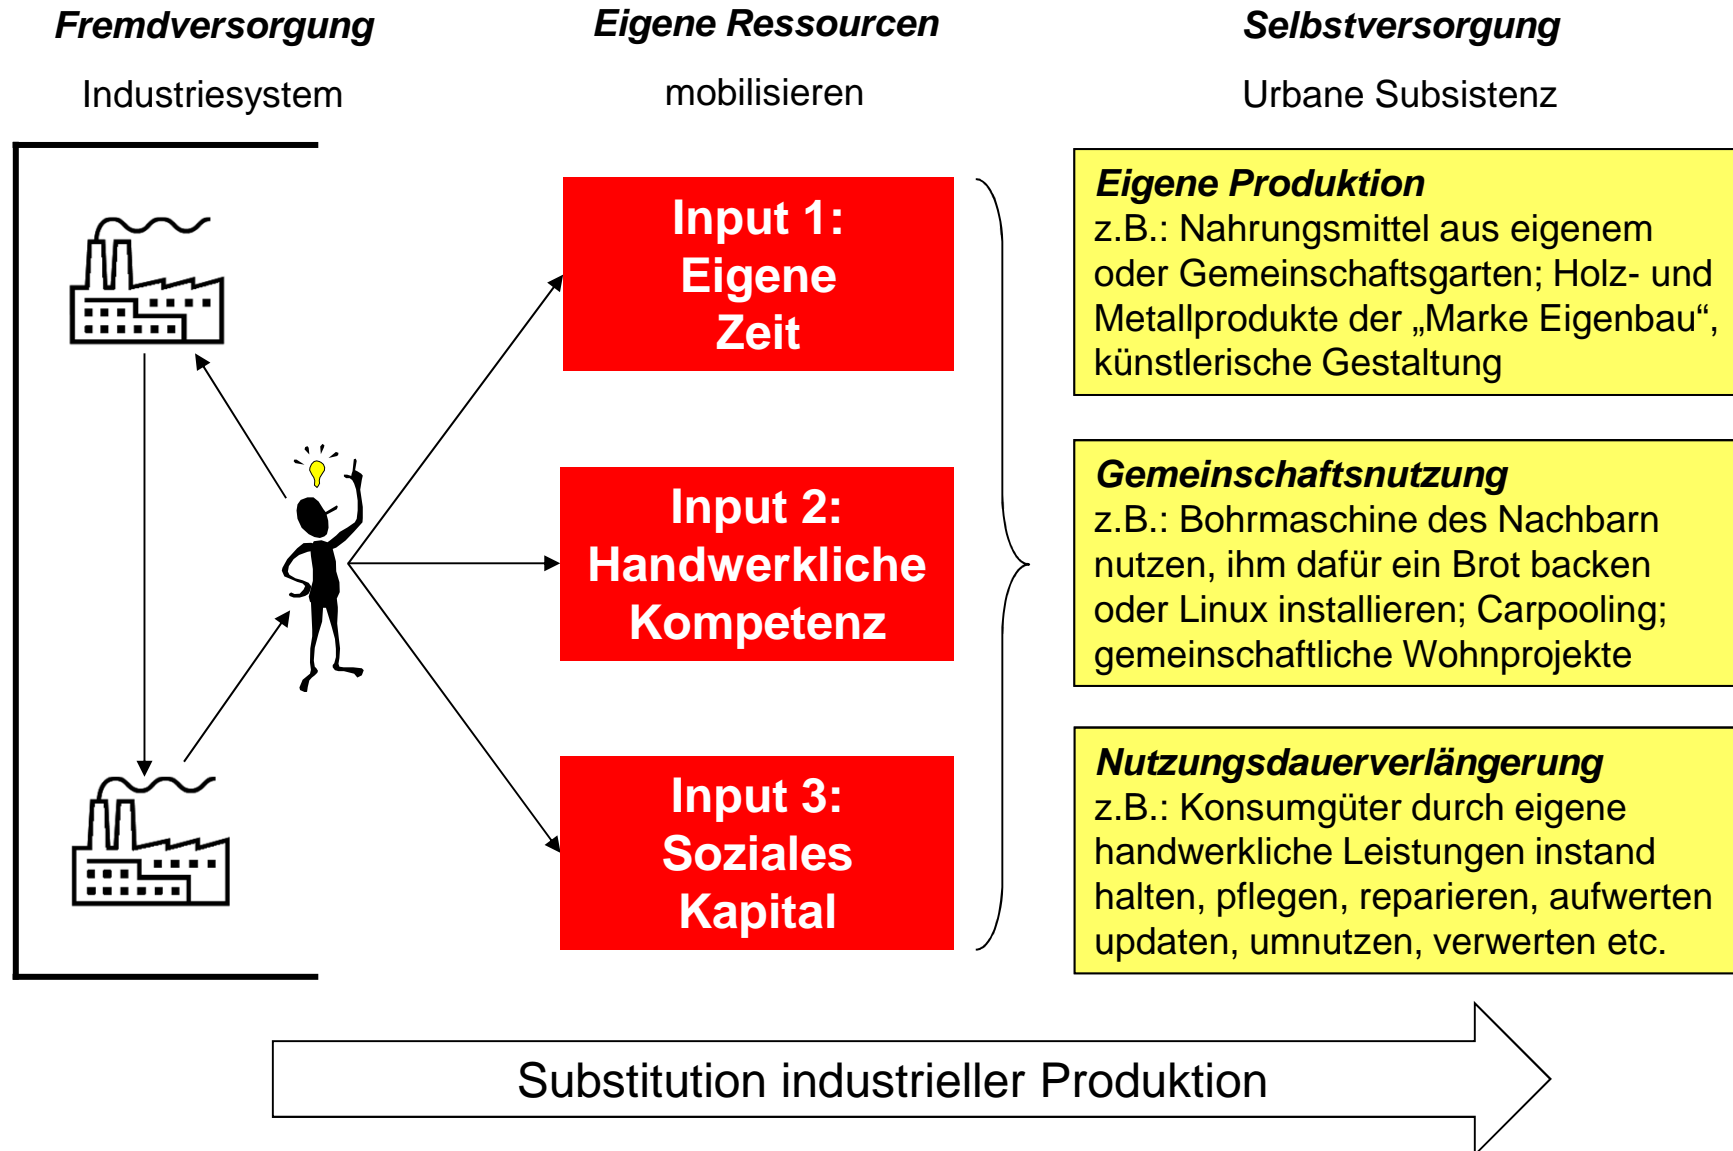 Fremdversorgung
Industriesystem
Eigene Ressourcen
mobilisieren
Selbstversorgung
Urbane Subsistenz
Input 1:
Eigene
Zeit
Input 2:
Handwerkliche
Kompetenz
Input 3:
Soziales
Kapital
Eigene Produktion
z.B.: Nahrungsmittel aus eigenem
oder Gemeinschaftsgarten; Holz- und
Metallprodukte der „Marke Eigenbau“,
künstlerische Gestaltung
Gemeinschaftsnutzung
z.B.: Bohrmaschine des Nachbarn
nutzen, ihm dafür ein Brot backen
oder Linux installieren; Carpooling;
gemeinschaftliche Wohnprojekte
Nutzungsdauerverlängerung
z.B.: Konsumgüter durch eigene
handwerkliche Leistungen instand
halten, pflegen, reparieren, aufwerten
updaten, umnutzen, verwerten etc.
Substitution industrieller Produktion